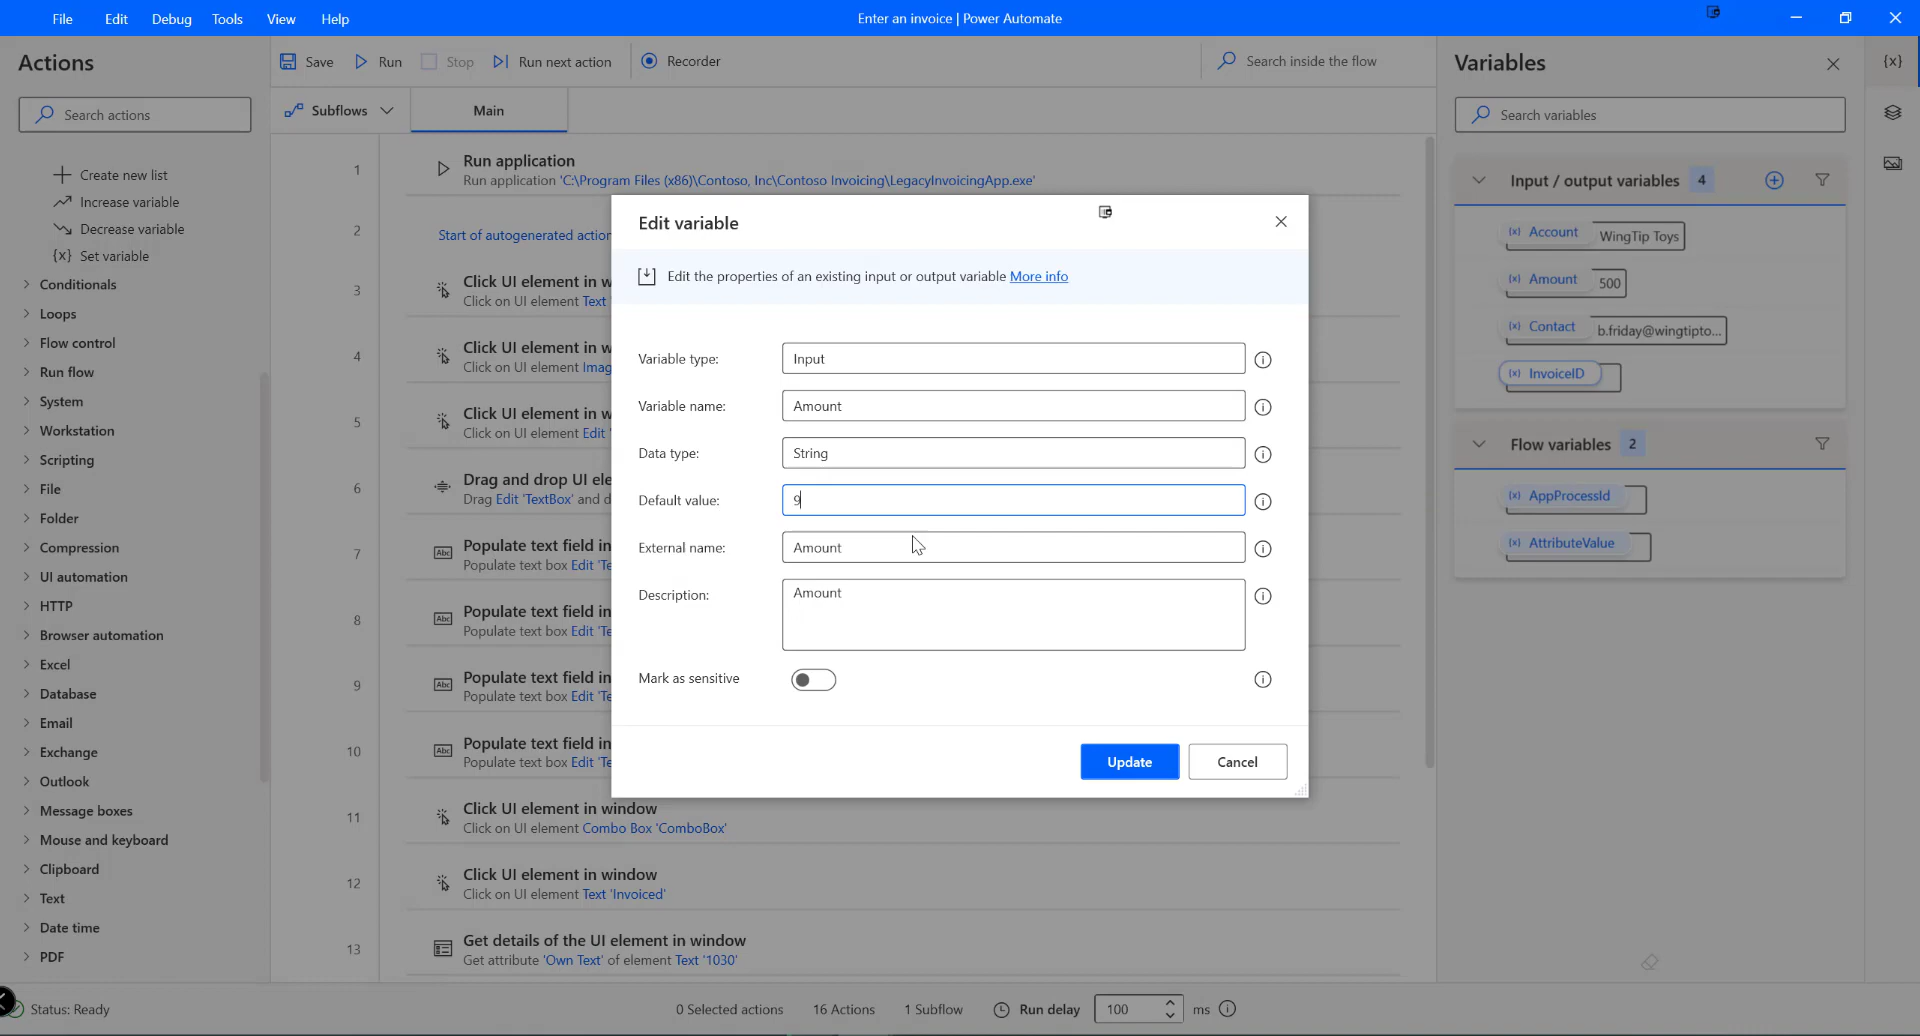 File Edit Debug Tools View Help
Enter an invoice | Power Automate
Actions
Search actions
Create new list
Increase variable
Decrease variable
{x} Set variable
Conditionals
Loops
Flow control
Run flow
System
Workstation
Scripting
File
Folder
Compression
UI automation
HTTP
Browser automation
Excel
Database
Email
Exchange
Outlook
Message boxes
Mouse and keyboard
Clipboard
Text
Date time
PDF
Save Run Stop Run next action Recorder
Search inside the flow
Subflows Main
1 Run application
Run application 'C:\Program Files (x86)\Contoso, Inc\Contoso Invoicing\LegacyInvoicingApp.exe'
2 Start of autogenerated action
3 Click UI element in w
Click on UI element Text
4 Click UI element in w
Click on UI element Imag
5 Click UI element in w
Click on UI element Edit '
6 Drag and drop UI ele
Drag Edit 'TextBox' and d
7 Abc Populate text field in
Populate text box Edit 'Te
8 Abc Populate text field in
Populate text box Edit 'Te
9 Abc Populate text field in
Populate text box Edit 'Te
10 Abc Populate text field in
Populate text box Edit 'Te
11 Click UI element in window
Click on UI element Combo Box 'ComboBox'
12 Click UI element in window
Click on UI element Text 'Invoiced'
13 Get details of the UI element in window
Get attribute 'Own Text' of element Text '1030'
Edit variable
Edit the properties of an existing input or output variable More info
Variable type: Input
Variable name: Amount
Data type: String
Default value: 9
External name: Amount
Description: Amount
Mark as sensitive
Update Cancel
Variables {x}
Search variables
Input / output variables 4
{x} Account WingTip Toys
{x} Amount 500
{x} Contact b.friday@wingtipto...
{x} InvoiceID
Flow variables 2
{x} AppProcessId
{x} AttributeValue
Status: Ready 0 Selected actions 16 Actions 1 Subflow Run delay 100 ms